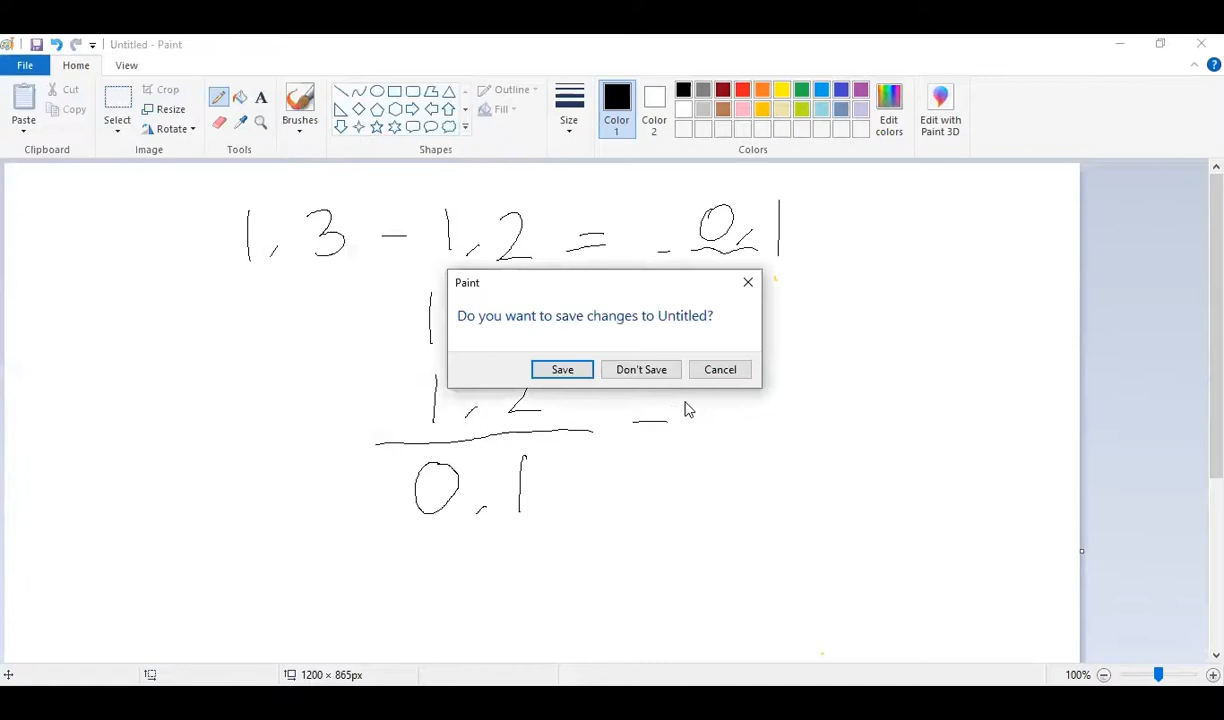 Untitled - Paint
File Home View
Paste
Cut
Copy
Clipboard
Select
Crop
Resize
Rotate
Image
Tools
Brushes
Shapes
Outline
Fill
Size
Color 1
Color 2
Edit colors
Colors
Edit with Paint 3D
1,3 - 1,2 = - 0,1
Paint
Do you want to save changes to Untitled?
Save Don't Save Cancel
1
1,2 -
0,1
1200 × 865px
100%